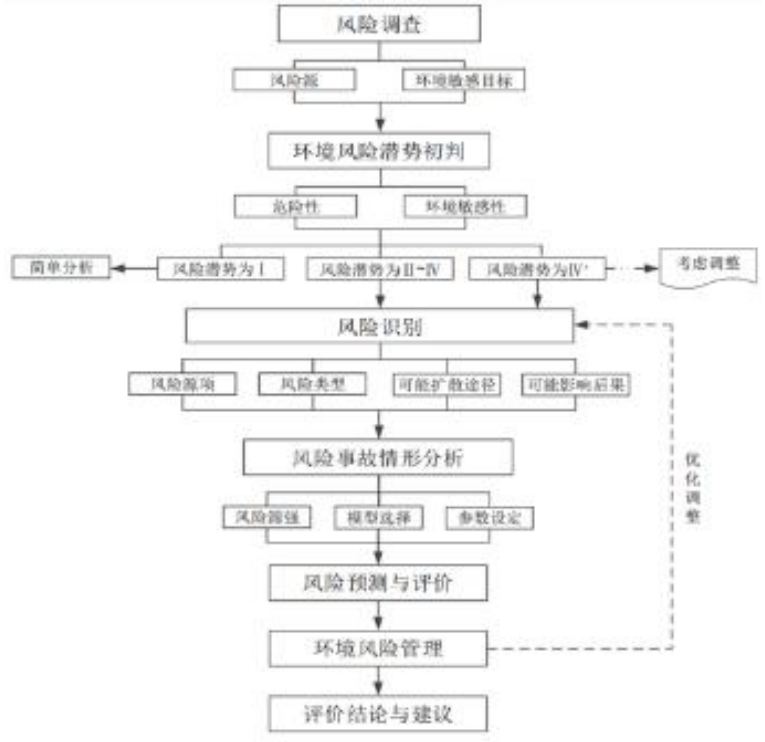 风险调查
风险源
环境敏感目标
环境风险潜势初判
危险性
环境敏感性
简单分析
风险潜势为Ⅰ
风险潜势为Ⅱ~Ⅳ
风险潜势为Ⅳ+
考虑调整
风险识别
风险源项
风险类型
可能扩散途径
可能影响后果
风险事故情形分析
风险源强
模型选择
参数设定
优化调整
风险预测与评价
环境风险管理
评价结论与建议